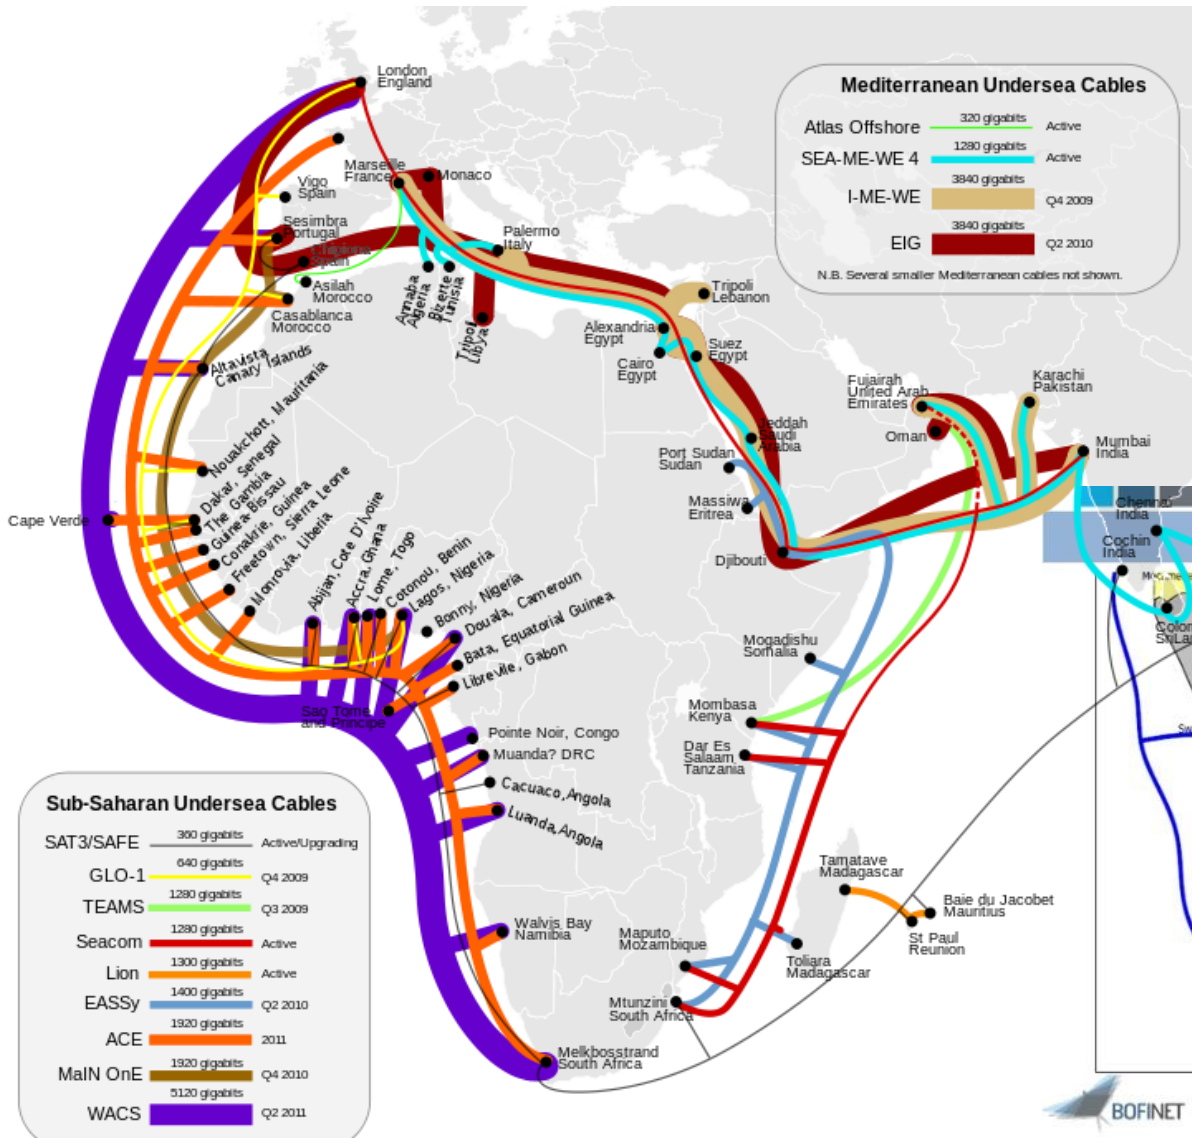 London
England
Mediterranean Undersea Cables
Atlas Offshore
320 gigabits
Active
SEA-ME-WE 4
1280 gigabits
Active
I-ME-WE
3840 gigabits
Q4 2009
EIG
3840 gigabits
Q2 2010
N.B. Several smaller Mediterranean cables not shown.
Marseille
France
Monaco
Vigo
Spain
Sesimbra
Portugal
Chipiona
Spain
Palermo
Italy
Asilah
Morocco
Casablanca
Morocco
Annaba
Algeria
Bizerte
Tunisia
Tripoli
Libya
Tripoli
Lebanon
Alexandria
Egypt
Cairo
Egypt
Suez
Egypt
Altavista
Canary Islands
Fujairah
United Arab
Emirates
Karachi
Pakistan
Oman
Mumbai
India
Jeddah
Saudi
Arabia
Port Sudan
Sudan
Massiwa
Eritrea
Djibouti
Chennai
India
Cochin
India
Nouakchott, Mauritania
Dakar, Senegal
The Gambia
Guinea-Bissau
Conakrie, Guinea
Freetown, Sierra Leone
Monrovia, Liberia
Cape Verde
Abijan, Cote D'Ivoire
Accra, Ghana
Lome, Togo
Cotonou, Benin
Lagos, Nigeria
Bonny, Nigeria
Douala, Cameroun
Bata, Equatorial Guinea
Libreville, Gabon
Sao Tome
and Principe
Mogadishu
Somalia
Mombasa
Kenya
Dar Es
Salaam
Tanzania
Pointe Noir, Congo
Muanda? DRC
Cacuaco, Angola
Luanda, Angola
Walvis Bay
Namibia
Maputo
Mozambique
Mtunzini
South Africa
Melkbosstrand
South Africa
Toliara
Madagascar
Tamatave
Madagascar
Baie du Jacobet
Mauritius
St Paul
Reunion
Sub-Saharan Undersea Cables
SAT3/SAFE
360 gigabits
Active/Upgrading
GLO-1
640 gigabits
Q4 2009
TEAMS
1280 gigabits
Q3 2009
Seacom
1280 gigabits
Active
Lion
1300 gigabits
Active
EASSy
1400 gigabits
Q2 2010
ACE
1920 gigabits
2011
MaIN OnE
1920 gigabits
Q4 2010
WACS
5120 gigabits
Q2 2011
BOFINET